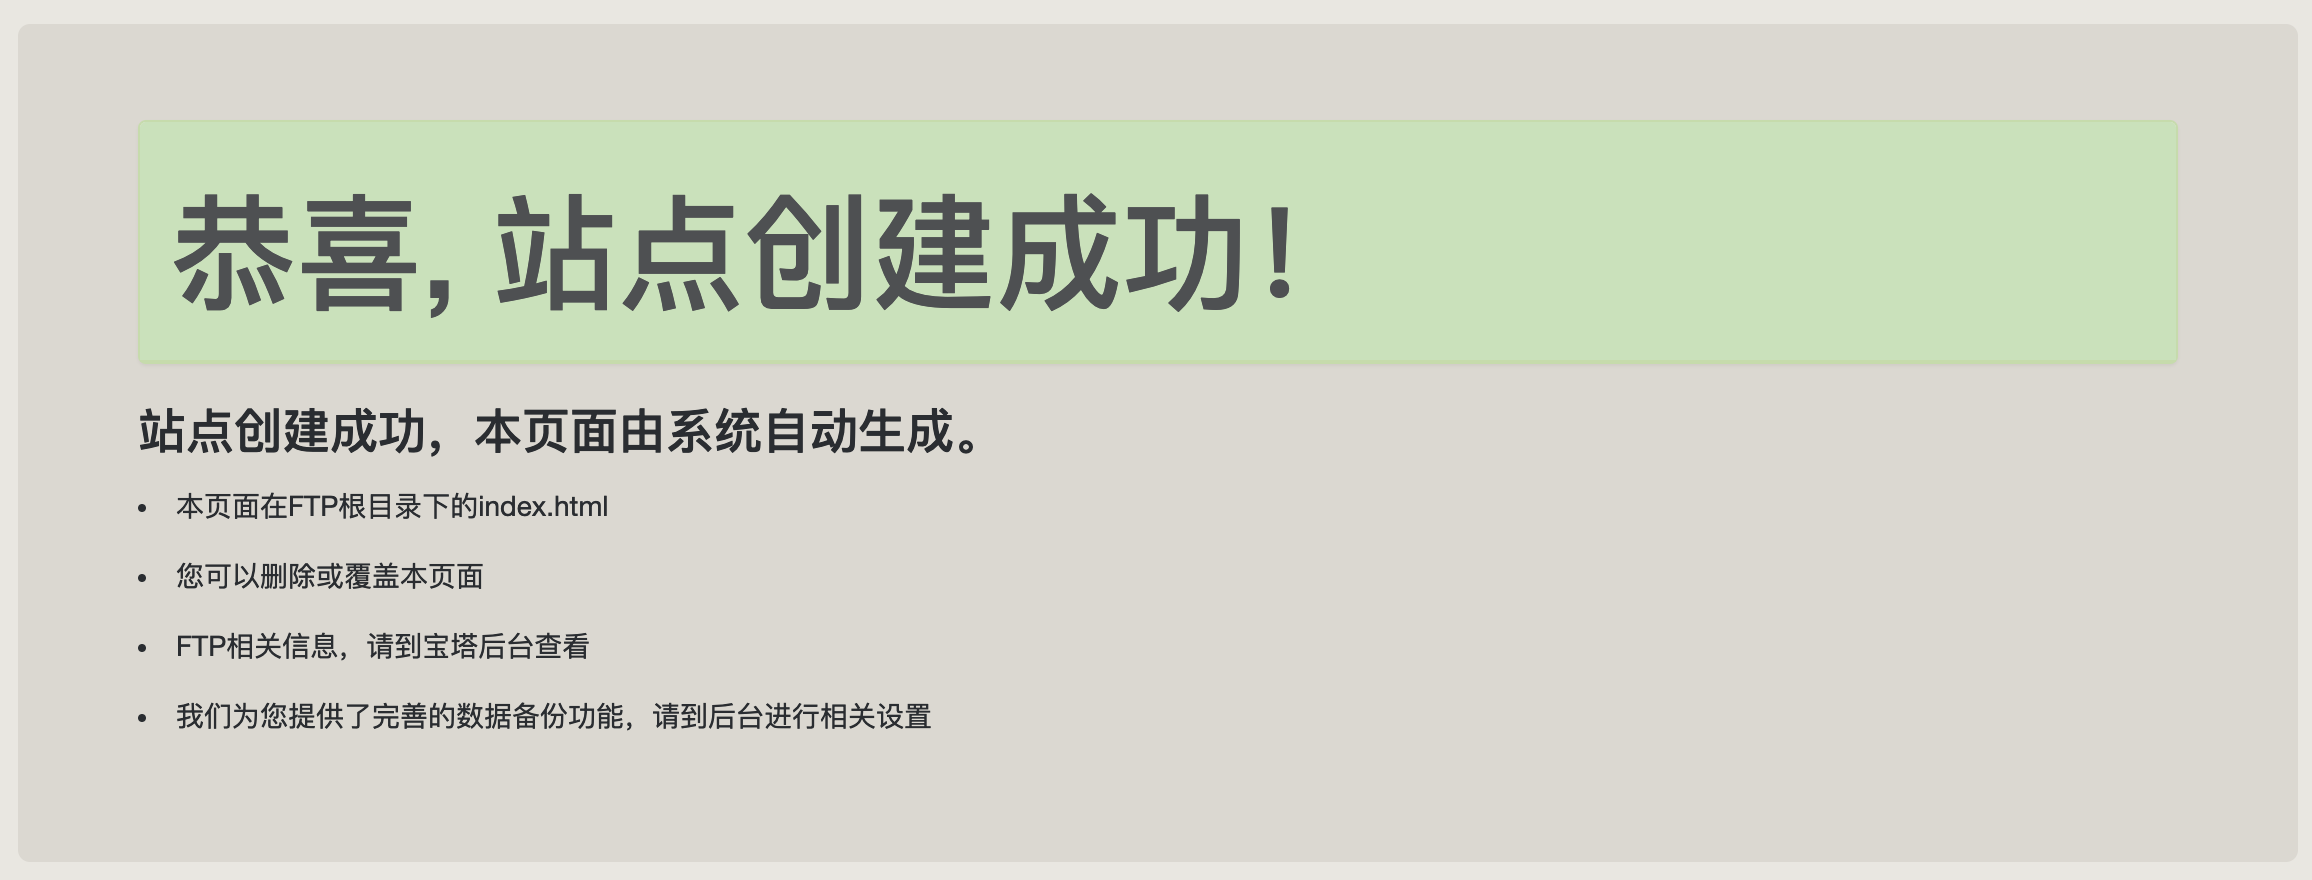 恭喜, 站点创建成功！
站点创建成功，本页面由系统自动生成。
本页面在FTP根目录下的index.html
您可以删除或覆盖本页面
FTP相关信息，请到宝塔后台查看
我们为您提供了完善的数据备份功能，请到后台进行相关设置